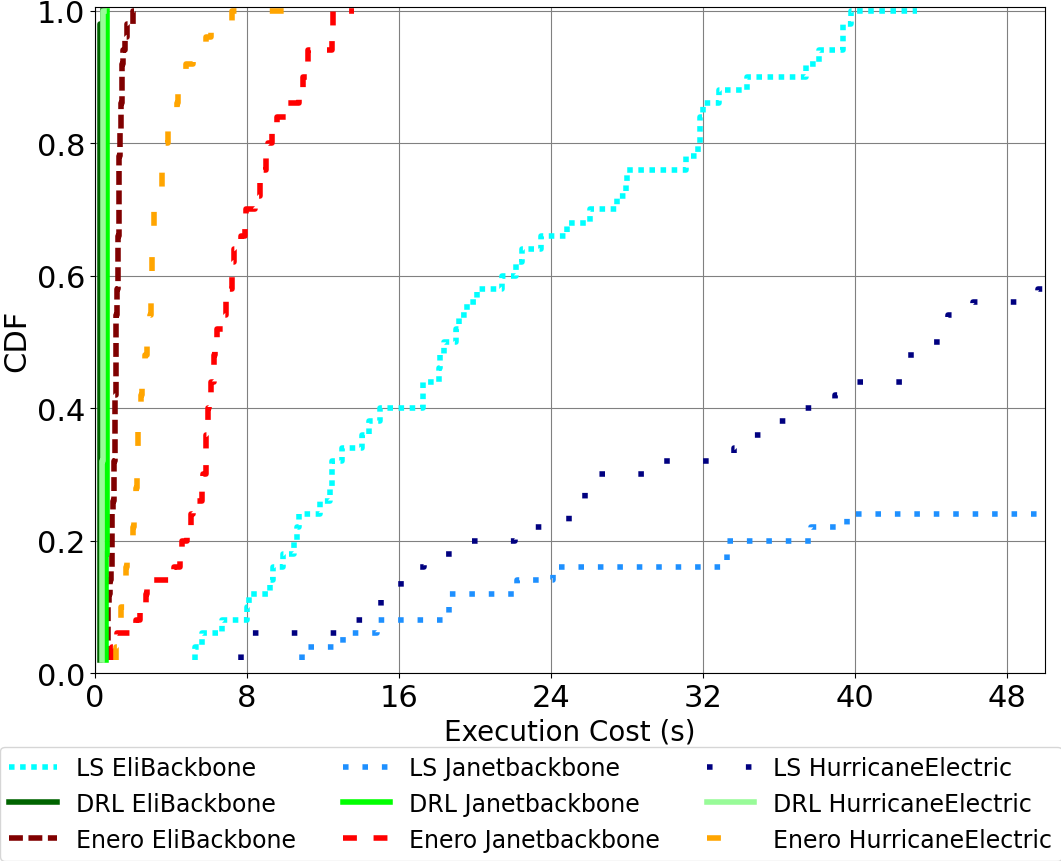 1.0
0.8
0.6
0.4
0.2
0.0
CDF
0 8 16 24 32 40 48
Execution Cost (s)
LS EliBackbone LS Janetbackbone LS HurricaneElectric
DRL EliBackbone DRL Janetbackbone DRL HurricaneElectric
Enero EliBackbone Enero Janetbackbone Enero HurricaneElectric